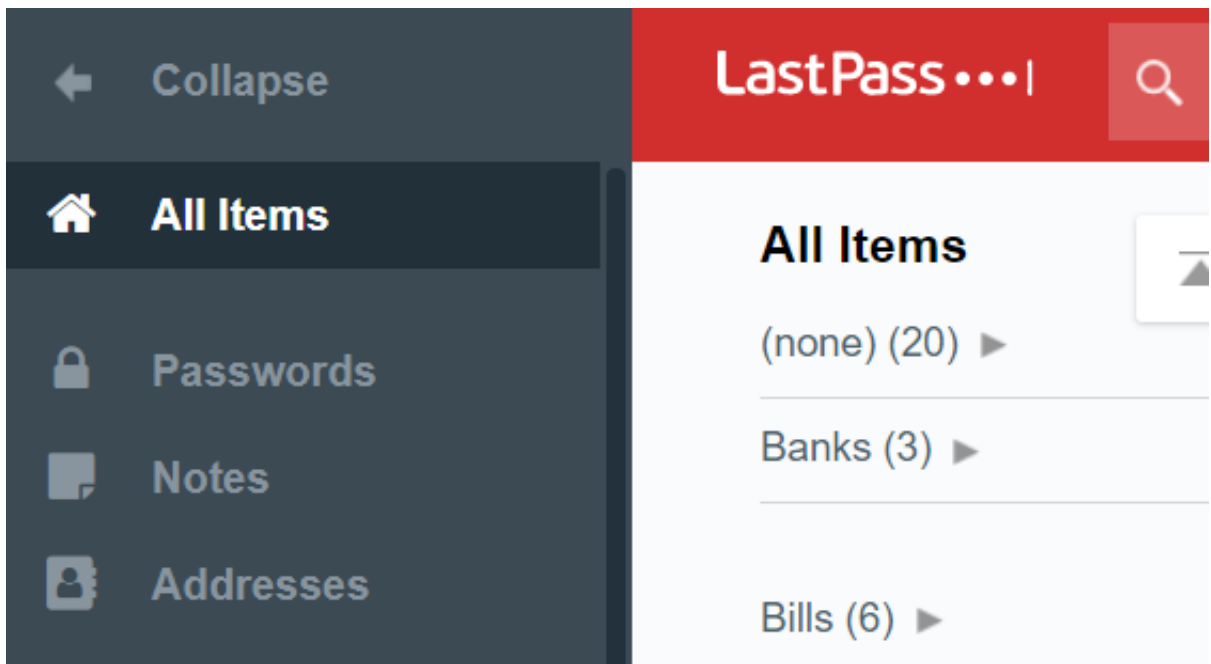 Collapse
All Items
Passwords
Notes
Addresses
LastPass
All Items
(none) (20)
Banks (3)
Bills (6)